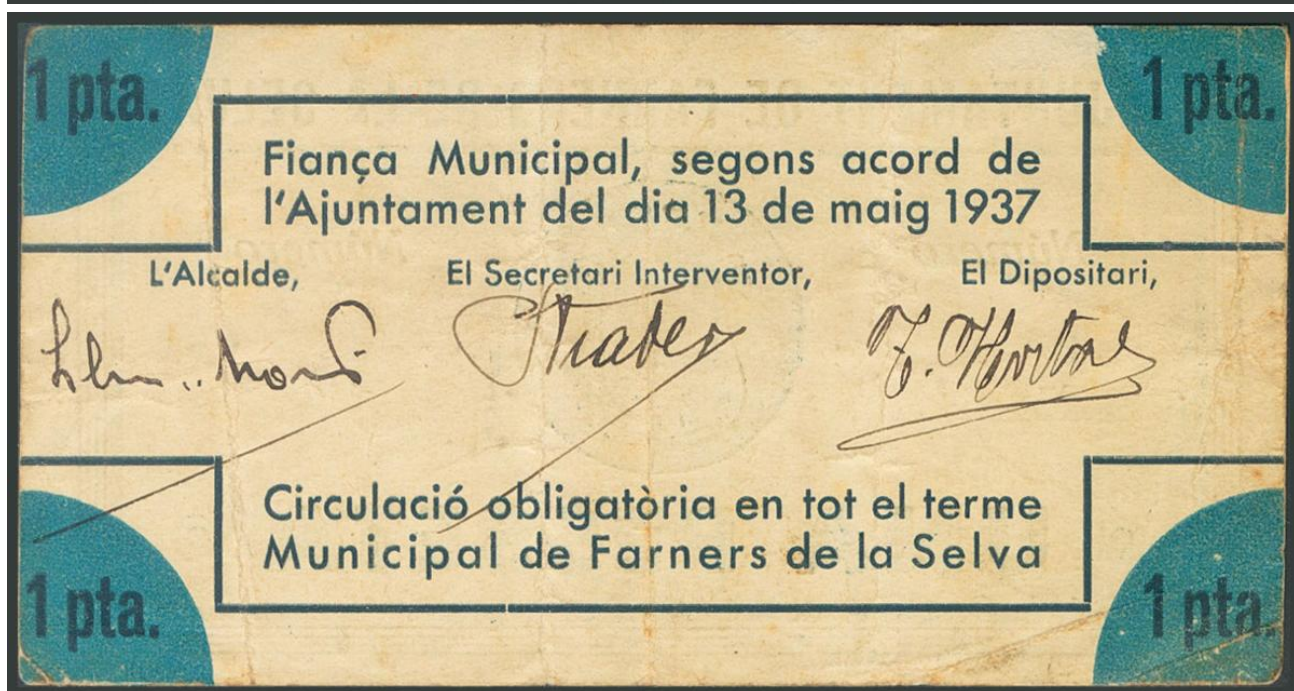 1 pta.
1 pta.
Fiança Municipal, segons acord de
l'Ajuntament del dia 13 de maig 1937
L'Alcalde,
El Secretari Interventor,
El Dipositari,
Circulació obligatòria en tot el terme
Municipal de Farners de la Selva
1 pta.
1 pta.